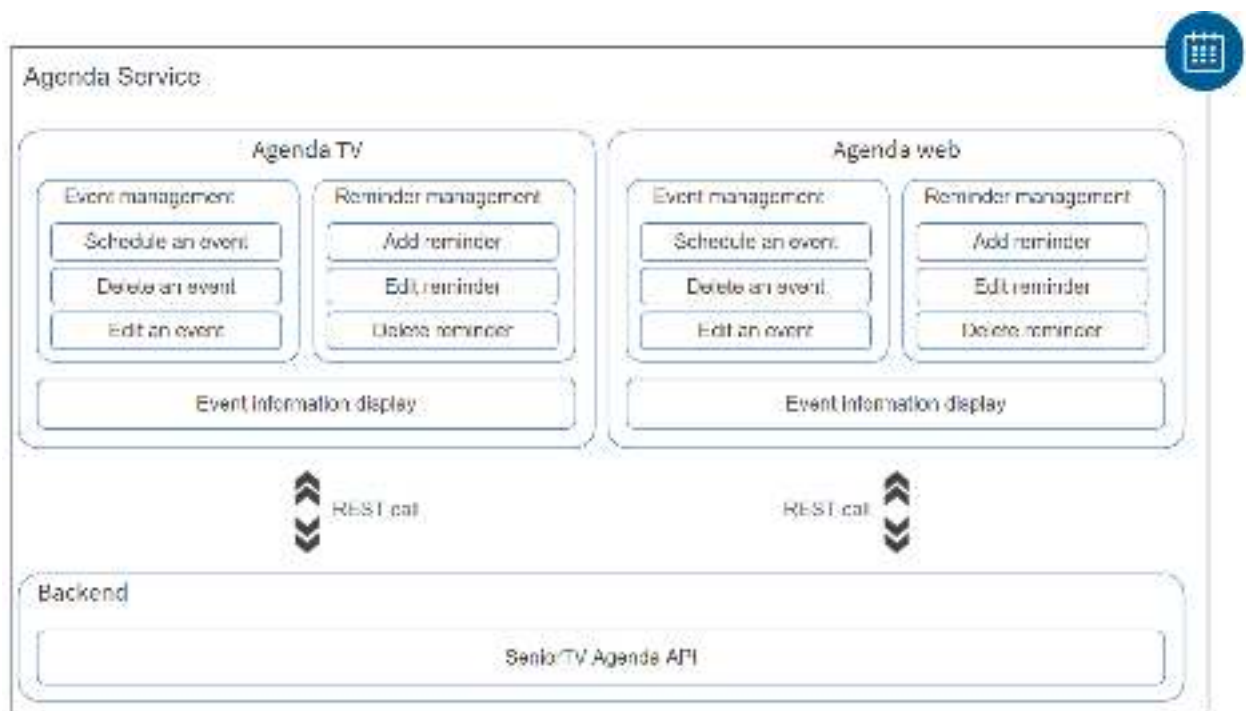 Agenda Service
Agenda TV
Event management
Schedule an event
Delete an event
Edit an event
Reminder management
Add reminder
Edit reminder
Delete reminder
Event information display
Agenda web
Event management
Schedule an event
Delete an event
Edit an event
Reminder management
Add reminder
Edit reminder
Delete reminder
Event information display
REST call
REST call
Backend
SeniorTV Agenda API